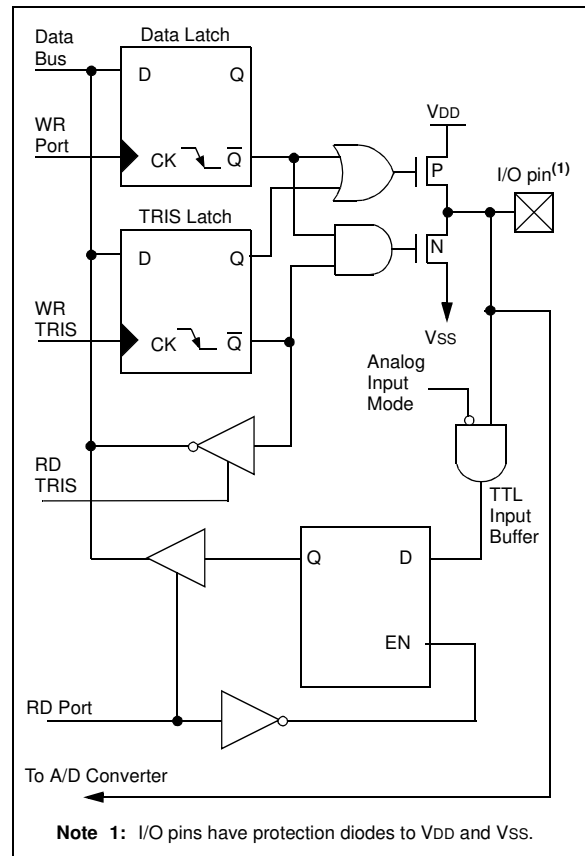 Data Bus
Data Latch
D
Q
WR Port
CK
Q
VDD
P
I/O pin(1)
TRIS Latch
D
Q
N
WR TRIS
CK
Q
VSS
Analog Input Mode
RD TRIS
TTL Input Buffer
Q
D
EN
RD Port
To A/D Converter
Note 1: I/O pins have protection diodes to VDD and VSS.